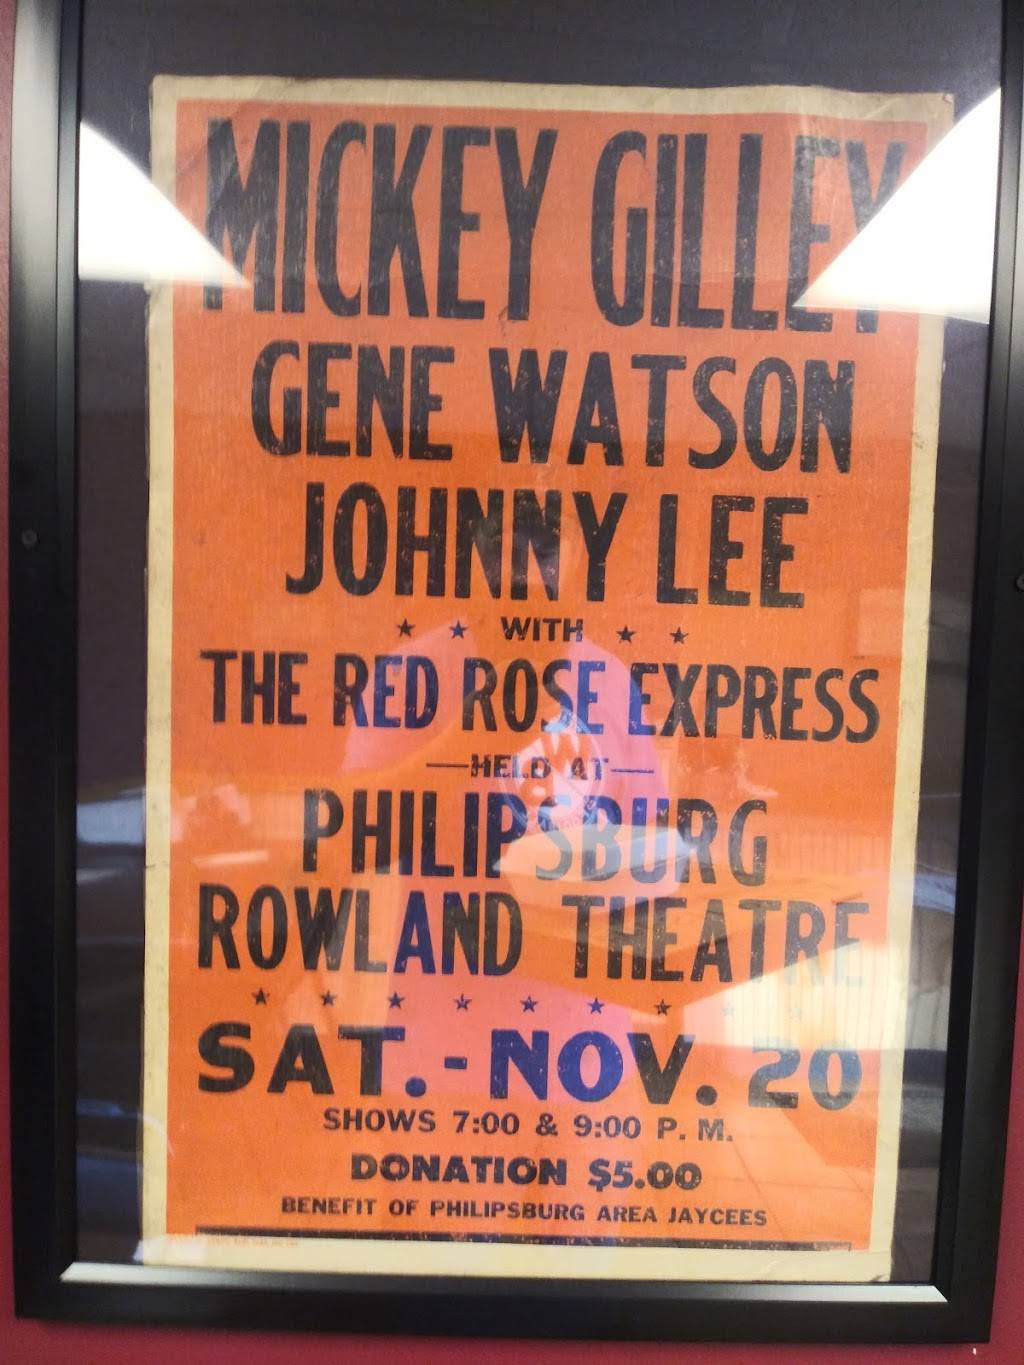 MICKEY GILLEY
GENE WATSON
JOHNNY LEE
★ ★ WITH ★ ★
THE RED ROSE EXPRESS
—HELD AT—
PHILIPSBURG
ROWLAND THEATRE
SAT.-NOV. 20
SHOWS 7:00 & 9:00 P. M.
DONATION $5.00
BENEFIT OF PHILIPSBURG AREA JAYCEES